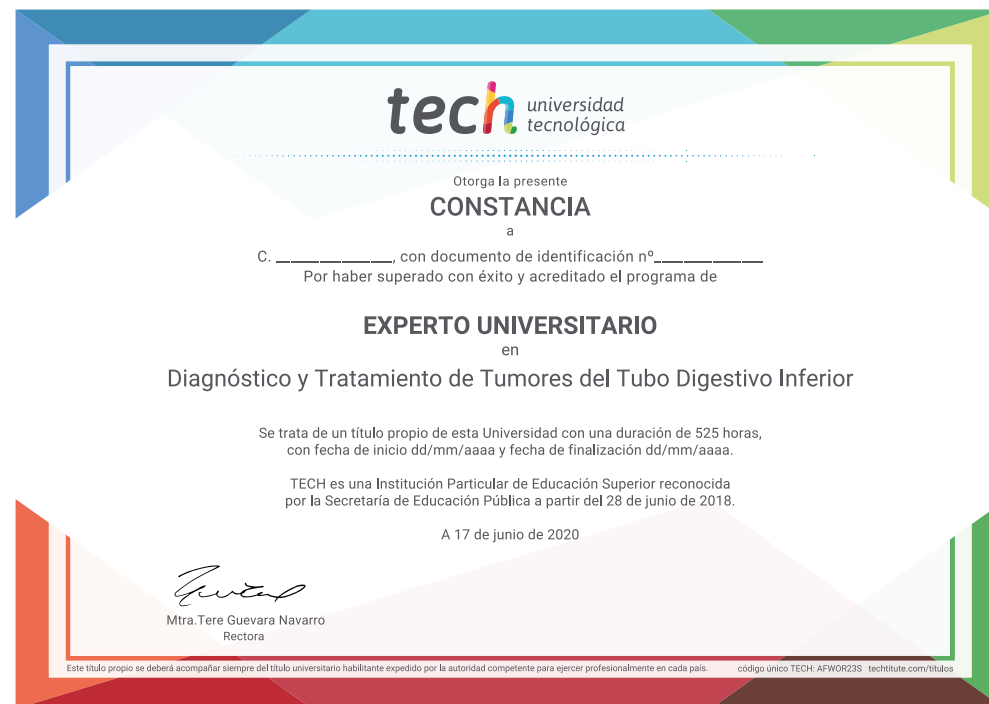 tech universidad
tecnológica
Otorga la presente
CONSTANCIA
a
C. ________________, con documento de identificación nº_______________
Por haber superado con éxito y acreditado el programa de
EXPERTO UNIVERSITARIO
en
Diagnóstico y Tratamiento de Tumores del Tubo Digestivo Inferior
Se trata de un título propio de esta Universidad con una duración de 525 horas,
con fecha de inicio dd/mm/aaaa y fecha de finalización dd/mm/aaaa.
TECH es una Institución Particular de Educación Superior reconocida
por la Secretaría de Educación Pública a partir del 28 de junio de 2018.
A 17 de junio de 2020
Mtra.Tere Guevara Navarro
Rectora
Este título propio se deberá acompañar siempre del título universitario habilitante expedido por la autoridad competente para ejercer profesionalmente en cada país. código único TECH: AFWOR23S techtitute.com/titulos